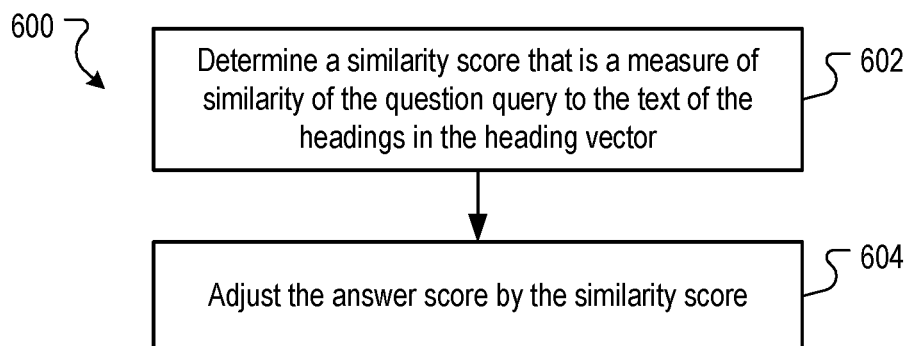 600
Determine a similarity score that is a measure of
similarity of the question query to the text of the
headings in the heading vector
602
Adjust the answer score by the similarity score
604